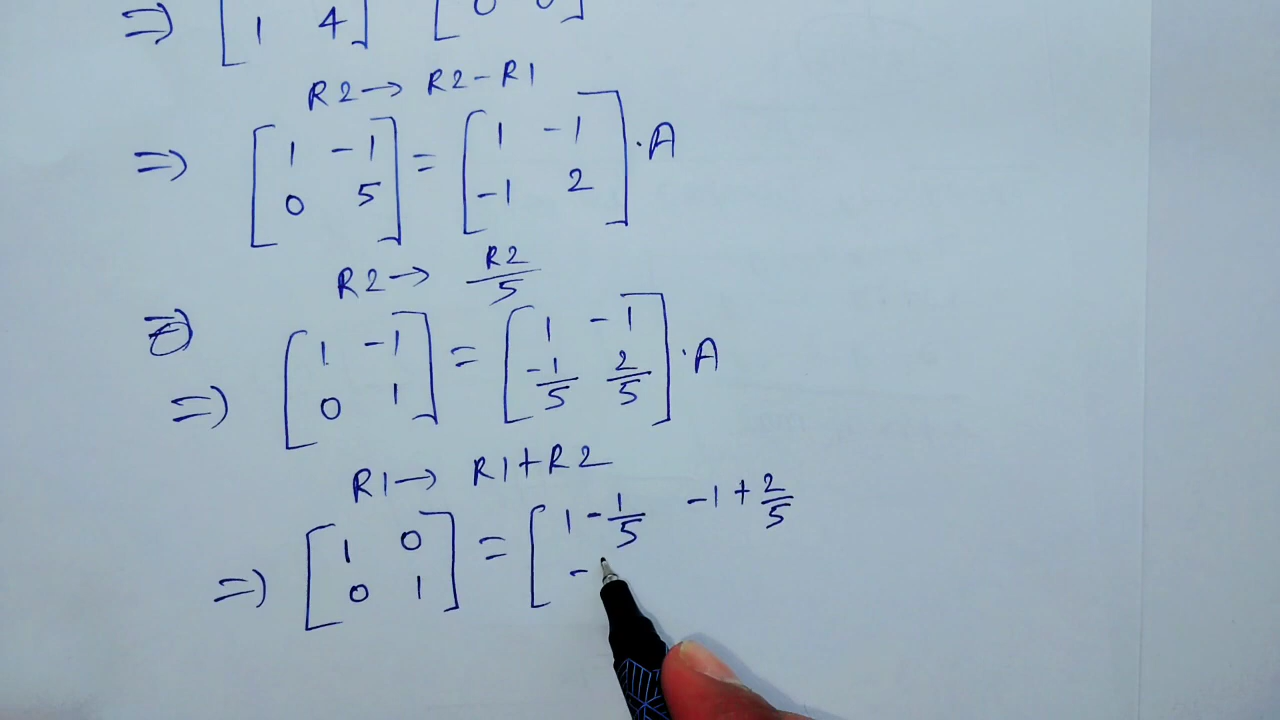 ⇒ [ 1 4 ] [ 0 0 ]
R2 → R2 - R1
⇒ [ 1 -1
0 5 ] = [ 1 -1
-1 2 ] · A
R2 → R2/5
⇒ [ 1 -1
0 1 ] = [ 1 -1
-1/5 2/5 ] · A
R1 → R1 + R2
⇒ [ 1 0
0 1 ] = [ 1 - 1/5 -1 + 2/5
-